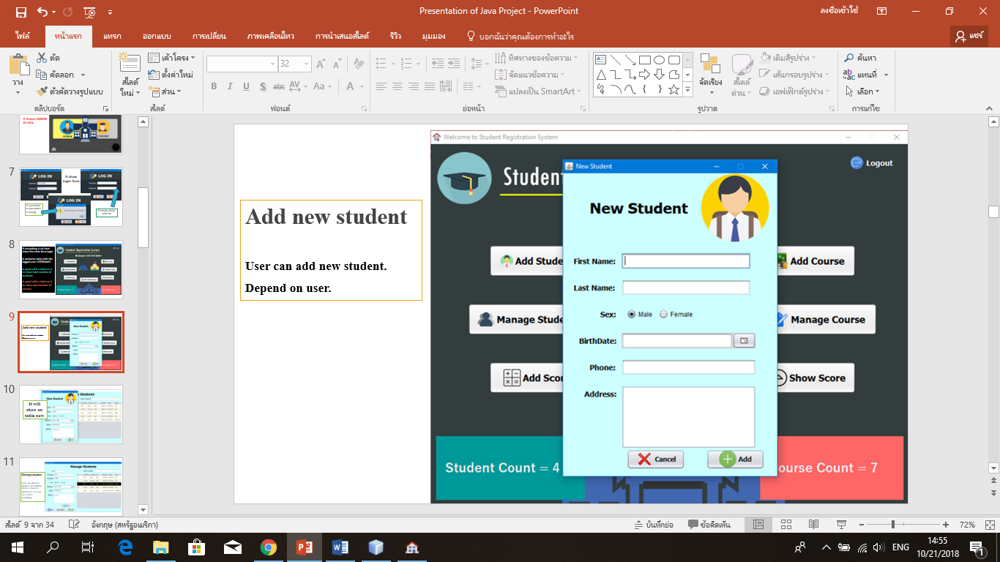 Presentation of Java Project - PowerPoint
ลงชื่อเข้าใช้
ไฟล์
หน้าแรก
แทรก
ออกแบบ
การเปลี่ยน
ภาพเคลื่อนไหว
การนำเสนอสไลด์
รีวิว
มุมมอง
บอกฉันว่าคุณต้องการทำอะไร
แชร์
วาง
ตัด
คัดลอก
ตัวคัดวางรูปแบบ
คลิปบอร์ด
สไลด์
ใหม่
เค้าโครง
ตั้งค่าใหม่
ส่วน
สไลด์
32
B I U S abc AV Aa A
ฟอนต์
ทิศทางของข้อความ
จัดแนวข้อความ
แปลงเป็น SmartArt
ย่อหน้า
จัดเรียง
สไตล์
ด่วน
เติมสีรูปร่าง
เส้นกรอบรูปร่าง
เอฟเฟ็กต์รูปร่าง
รูปวาด
ค้นหา
แทนที่
เลือก
การแก้ไข
If choose ADMIN
Or click.
ADMIN
STUDENT
7
LOG IN
It show
Login form
LOG IN
LOG IN
8
9
Add new student
10
It will
show on
table now
11
Manage student
Manage Students
Add new student
User can add new student.
Depend on user.
Welcome to Student Registration System
Student
Logout
Add Stude
Add Course
Manage Stude
Manage Course
Add Scor
Show Score
Student Count = 4
ourse Count = 7
New Student
New Student
First Name:
Last Name:
Sex: Male Female
BirthDate:
Phone:
Address:
Cancel
Add
สไลด์ 9 จาก 34
อังกฤษ (สหรัฐอเมริกา)
บันทึกย่อ
ข้อคิดเห็น
72%
ENG
14:55
10/21/2018
1